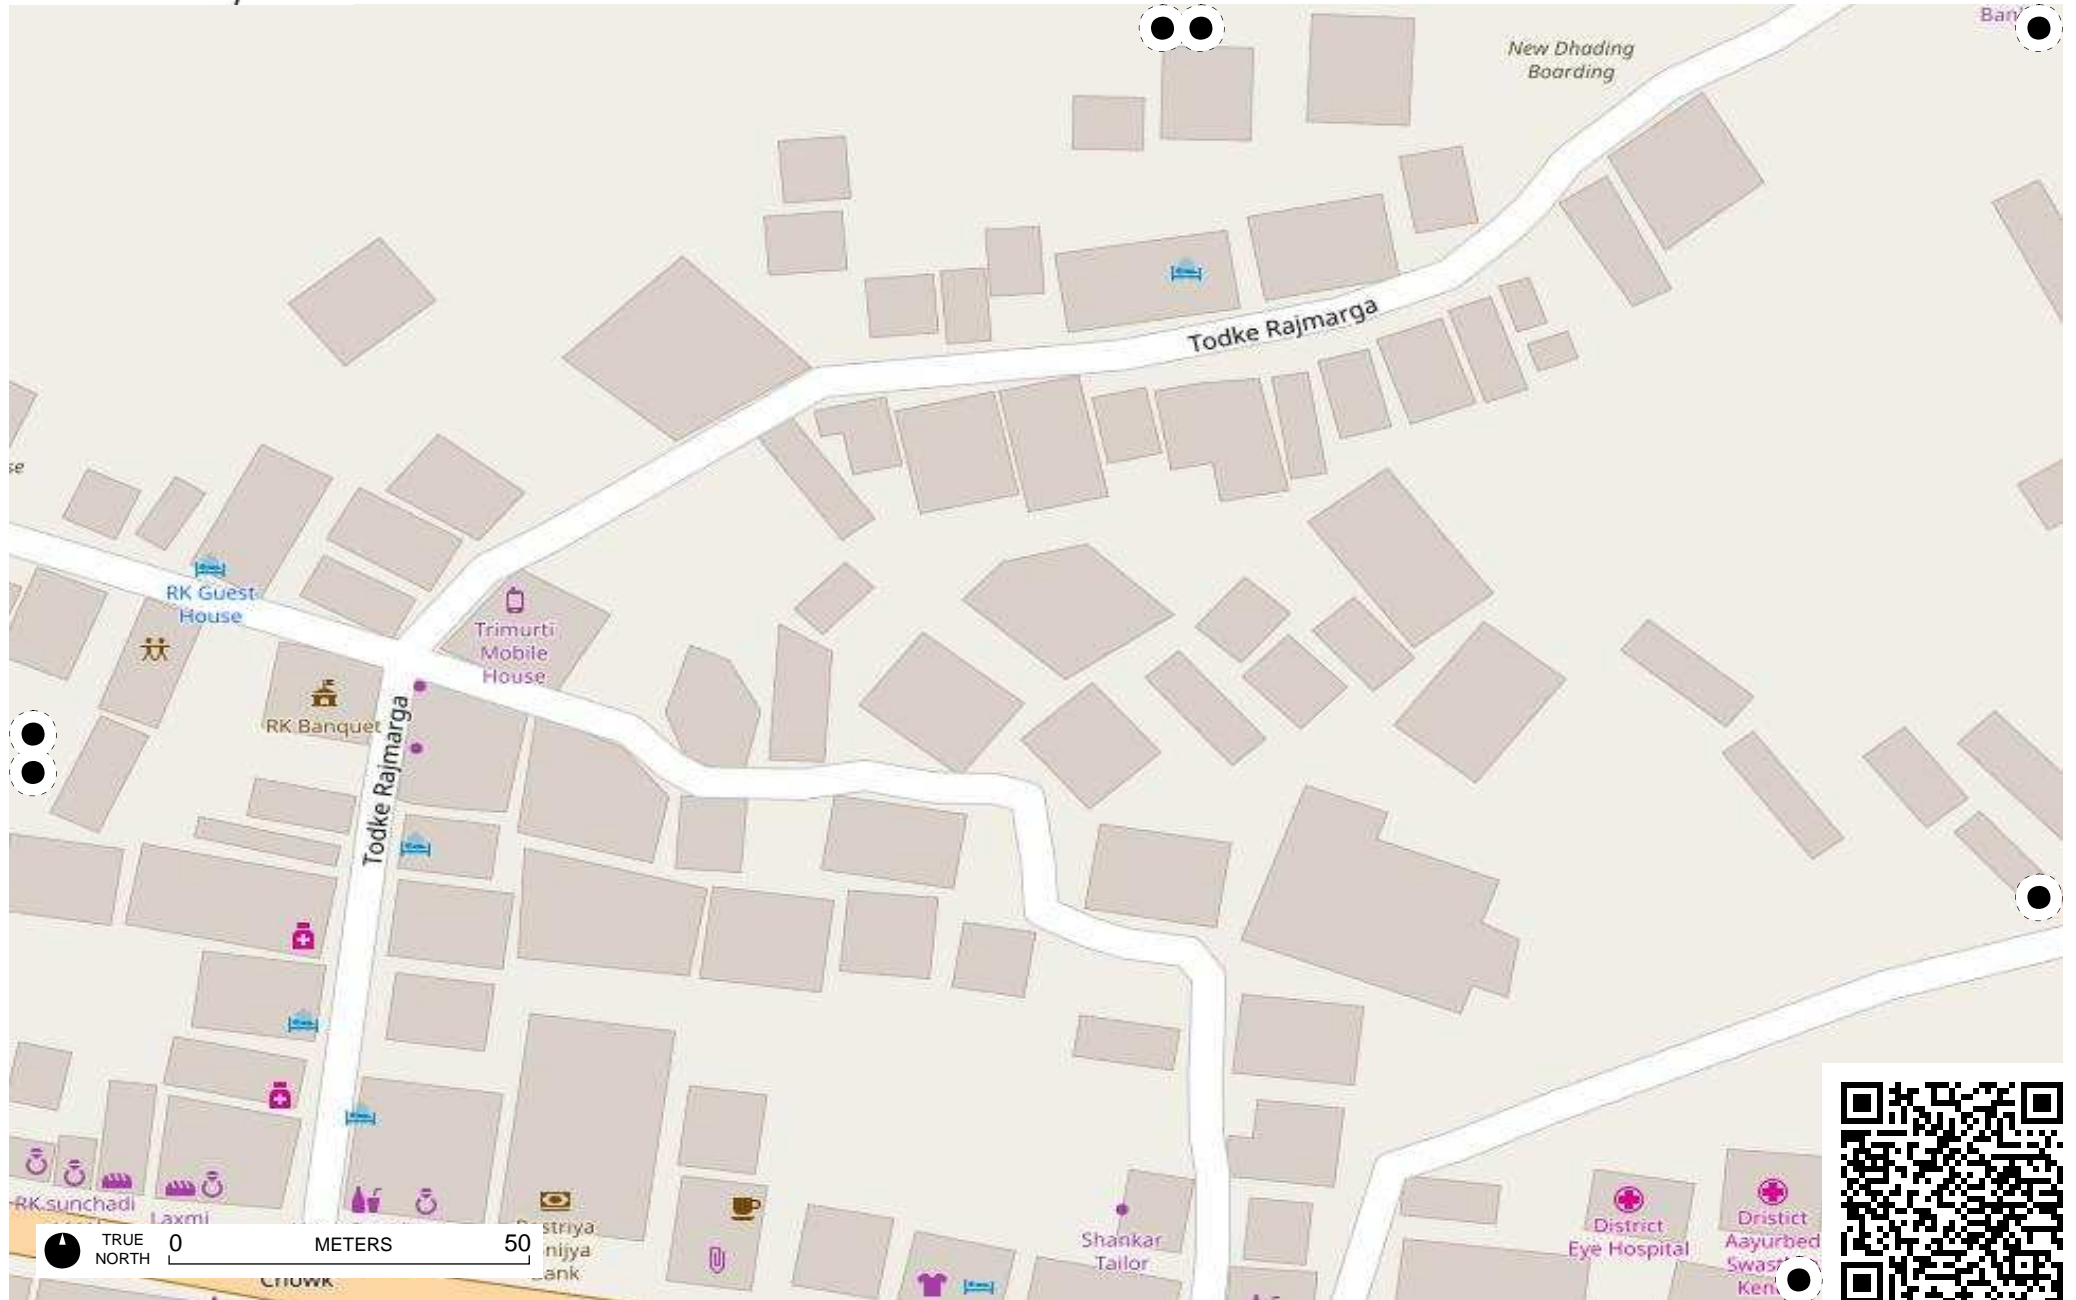 New Dhading
Boarding
Todke Rajmarga
RK Guest
House
Trimurti
Mobile
House
RK Banquet
Todke Rajmarga
RK.sunchadi
Laxmi
Shankar
Tailor
District
Eye Hospital
Dristict
Aayurbed
TRUE
NORTH
0
METERS
50
Chowk